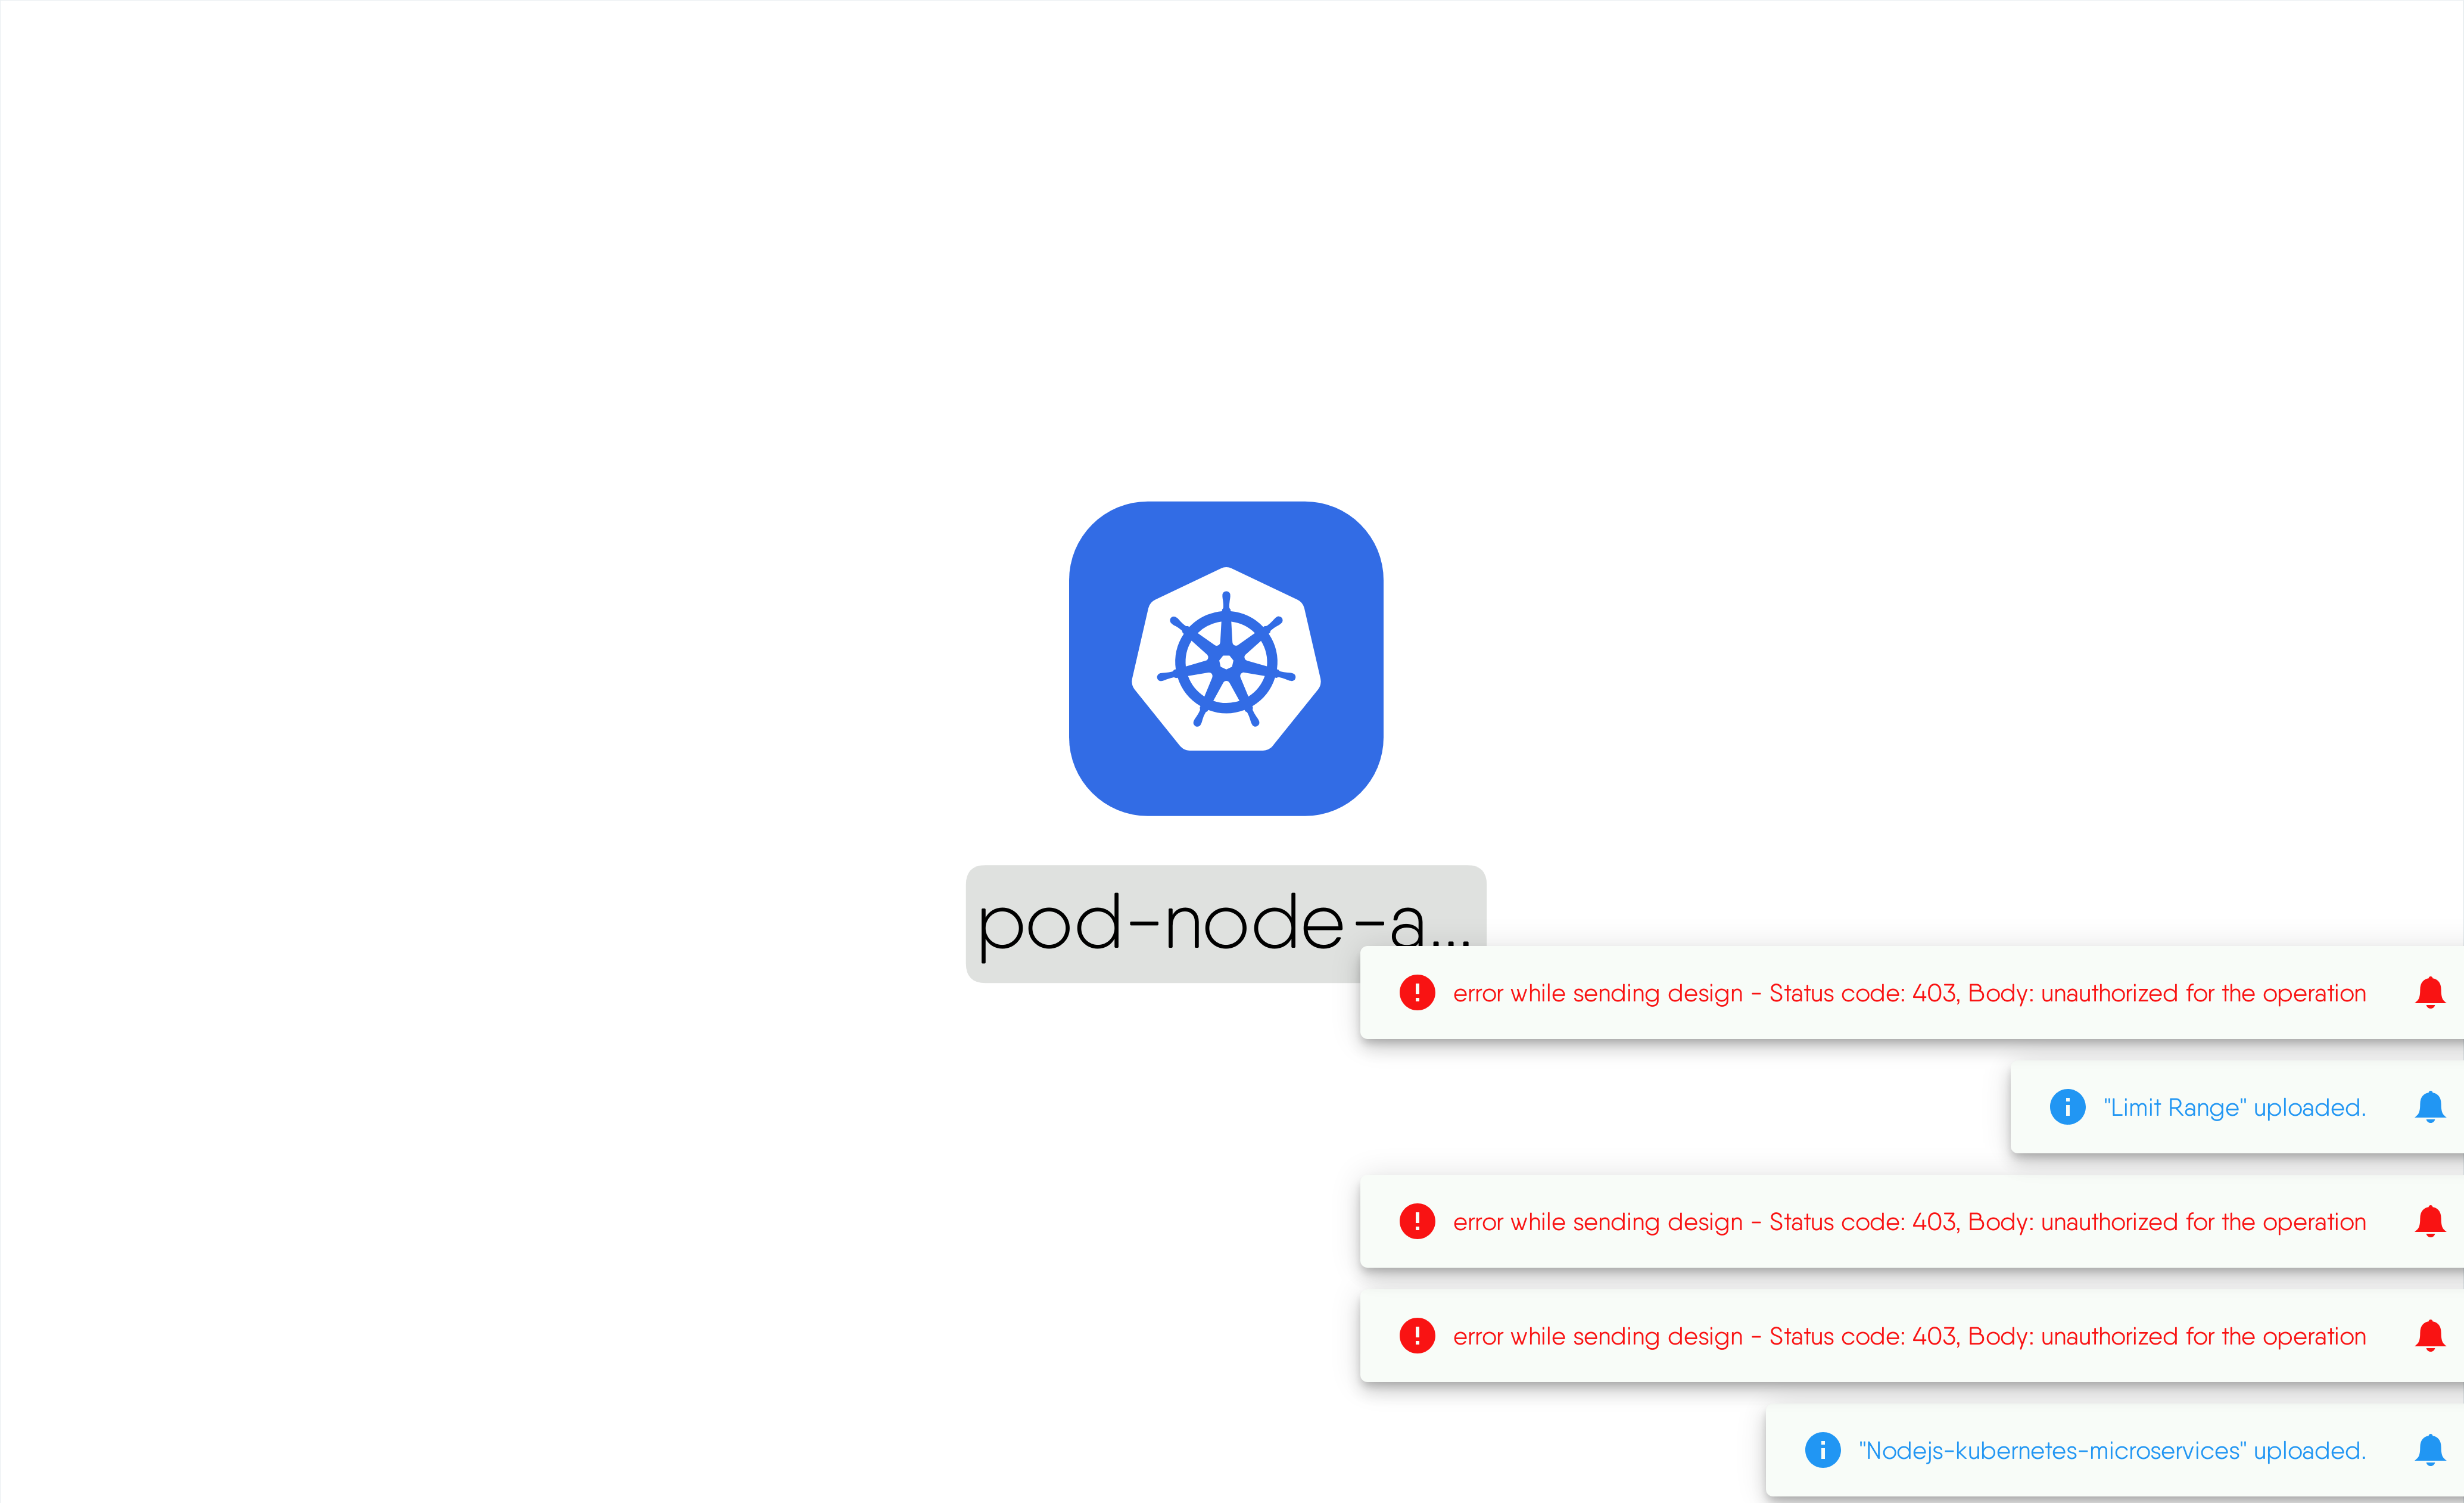 pod-node-a...
error while sending design - Status code: 403, Body: unauthorized for the operation
"Limit Range" uploaded.
error while sending design - Status code: 403, Body: unauthorized for the operation
error while sending design - Status code: 403, Body: unauthorized for the operation
"Nodejs-kubernetes-microservices" uploaded.